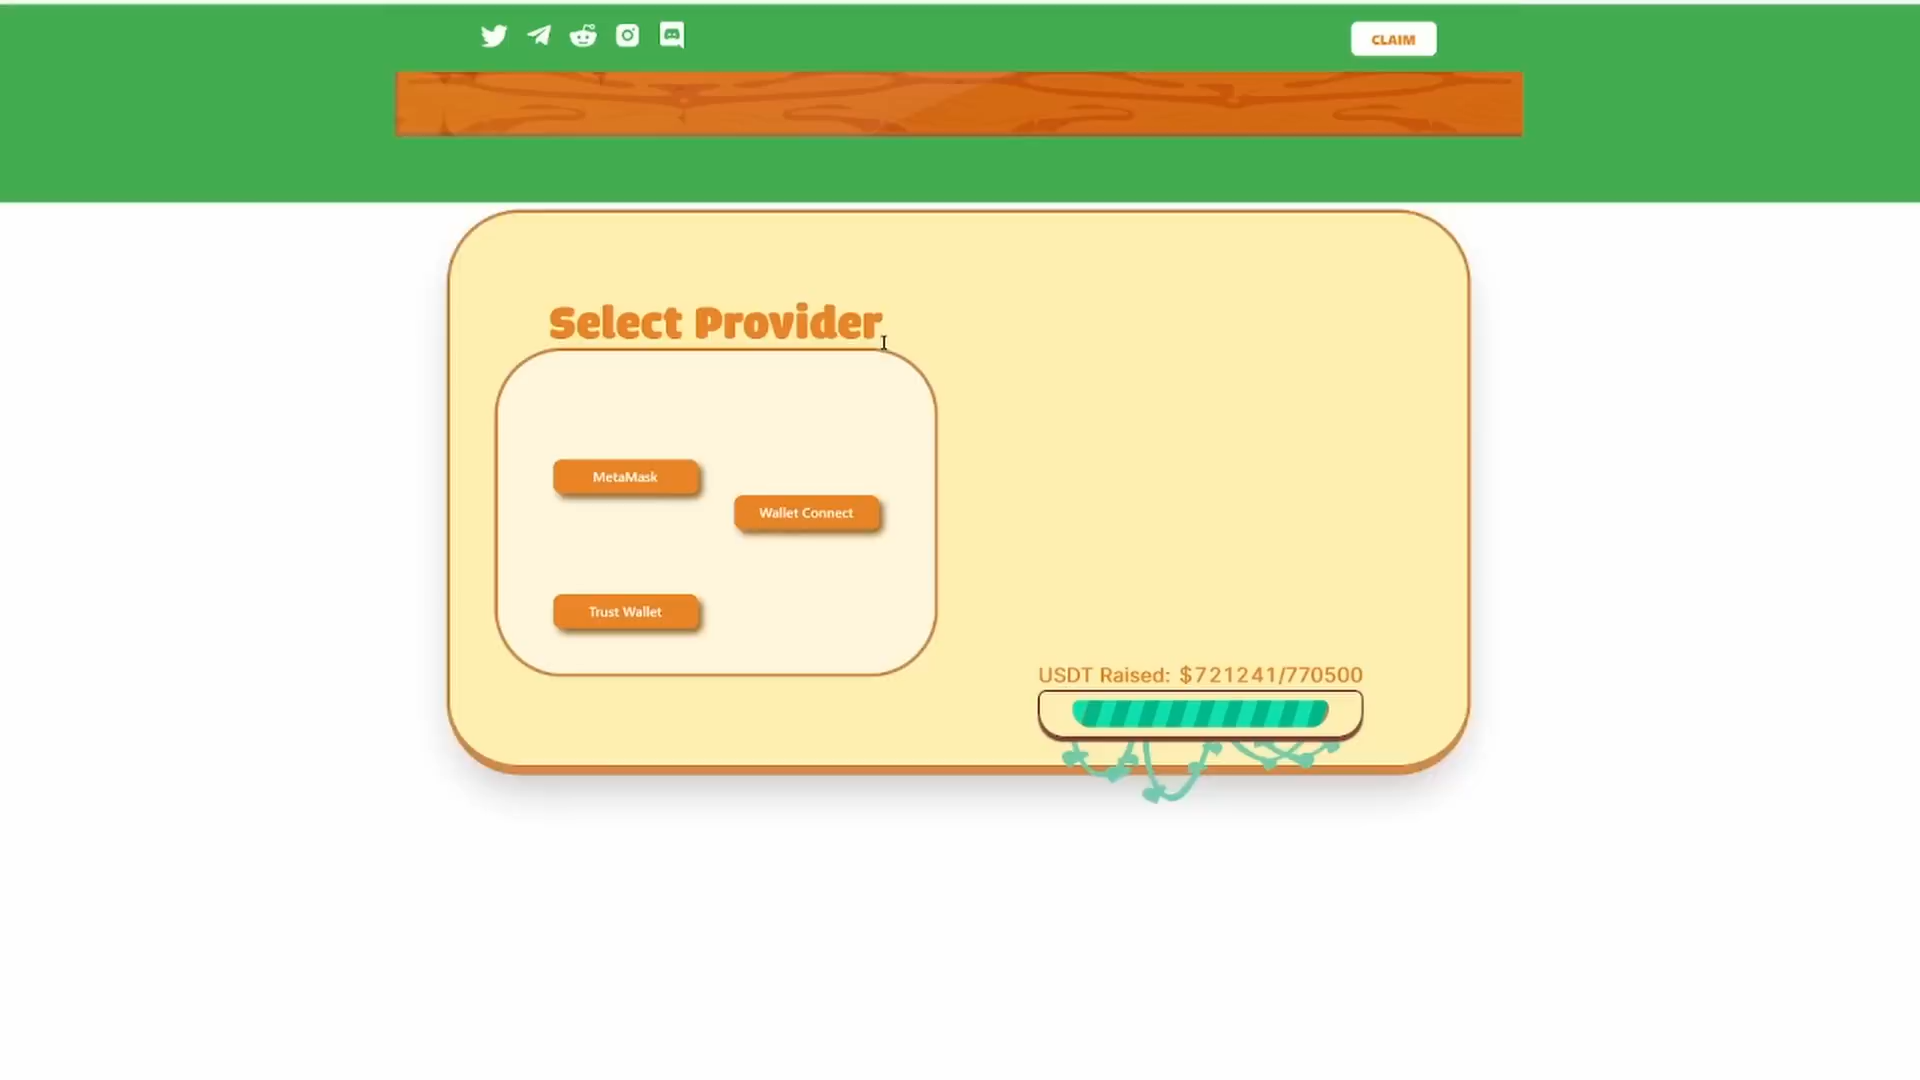 CLAIM
Select Provider
MetaMask
Wallet Connect
Trust Wallet
USDT Raised: $721241/770500